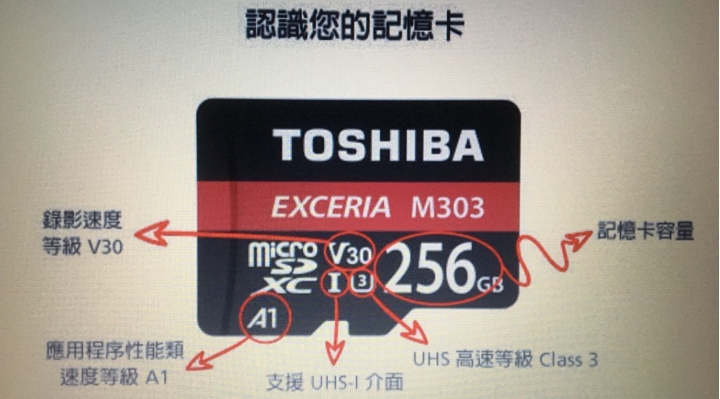 認識您的記憶卡
TOSHIBA
EXCERIA M303
錄影速度
等級 V30
micro
SD
XC
V30
I
3
256GB
記憶卡容量
A1
應用程序性能類
速度等級 A1
支援 UHS-I 介面
UHS 高速等級 Class 3